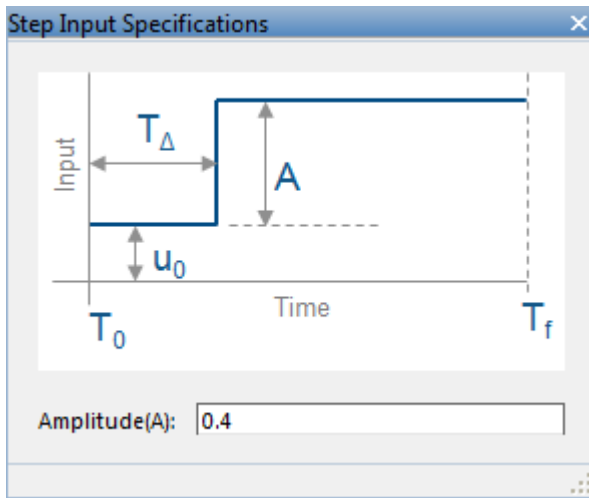 Step Input Specifications
Input
T_Δ
A
u_0
Time
T_0
T_f
Amplitude(A): 0.4